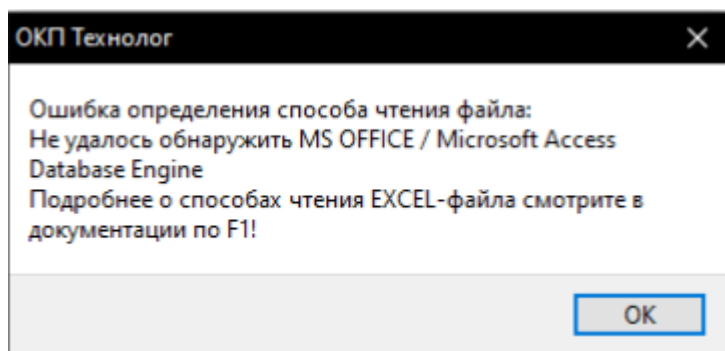 ОКП Технолог
Ошибка определения способа чтения файла:
Не удалось обнаружить MS OFFICE / Microsoft Access
Database Engine
Подробнее о способах чтения EXCEL-файла смотрите в
документации по F1!
OK